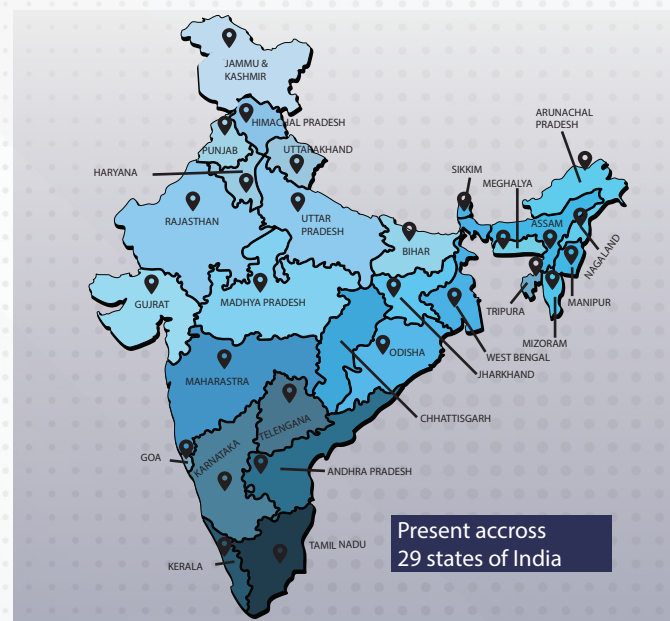 JAMMU &
KASHMIR
HIMACHAL PRADESH
PUNJAB
UTTARAKHAND
HARYANA
RAJASTHAN
UTTAR
PRADESH
BIHAR
SIKKIM
MEGHALYA
ARUNACHAL
PRADESH
ASSAM
NAGALAND
MANIPUR
TRIPURA
MIZORAM
GUJRAT
MADHYA PRADESH
WEST BENGAL
JHARKHAND
ODISHA
CHHATTISGARH
MAHARASTRA
TELENGANA
GOA
KARNATAKA
ANDHRA PRADESH
KERALA
TAMIL NADU
Present accross
29 states of India